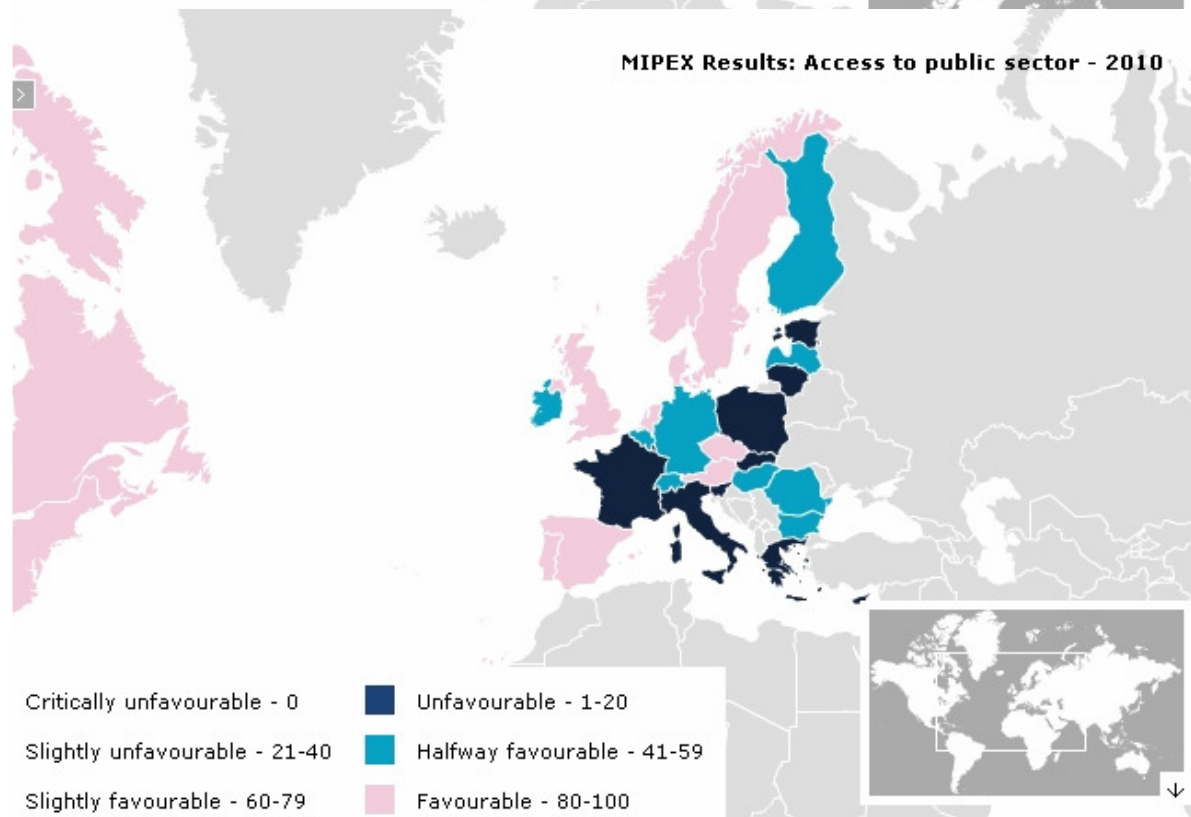 MIPEX Results: Access to public sector - 2010
Critically unfavourable - 0
Unfavourable - 1-20
Slightly unfavourable - 21-40
Halfway favourable - 41-59
Slightly favourable - 60-79
Favourable - 80-100